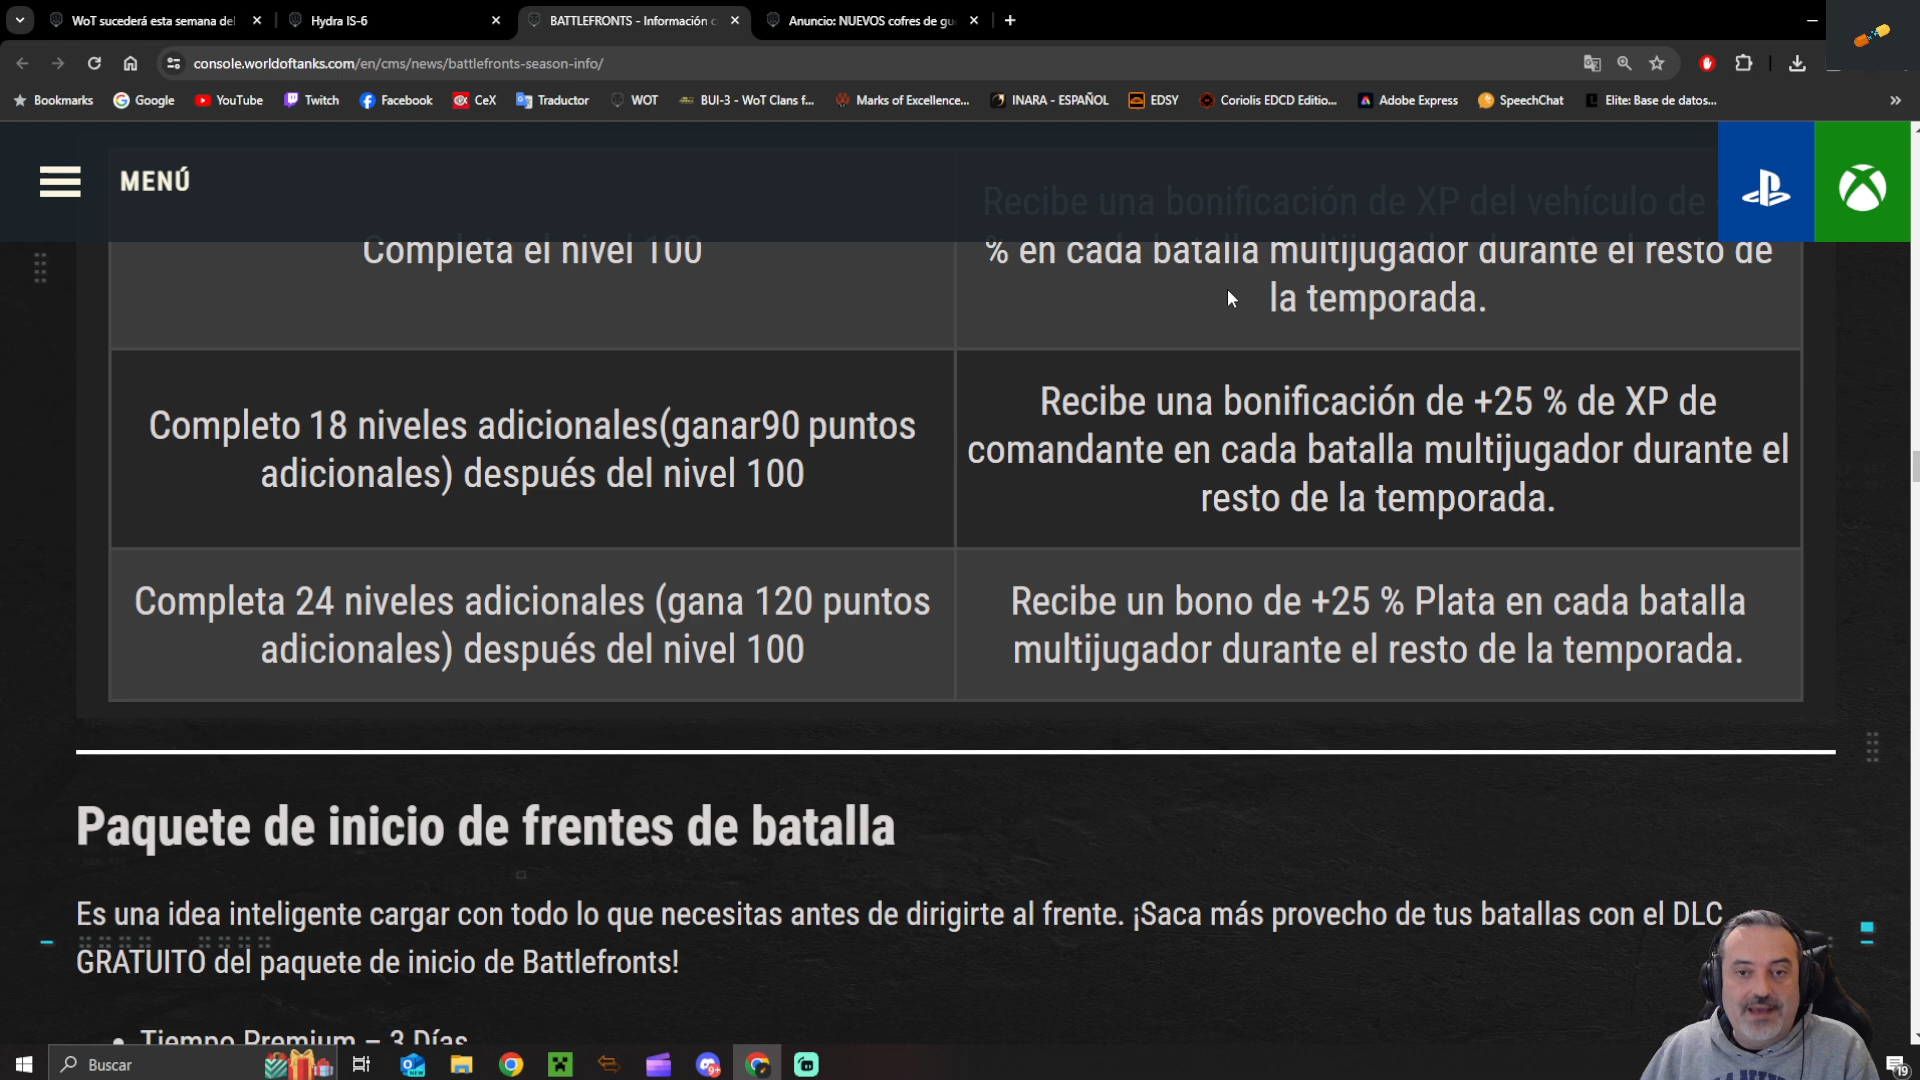 WoT sucederá esta semana del
Hydra IS-6
BATTLEFRONTS - Información
Anuncio: NUEVOS cofres de gu
console.worldoftanks.com/en/cms/news/battlefronts-season-info/
Bookmarks
Google
YouTube
Twitch
Facebook
CeX
Traductor
WOT
BUI-3 - WoT Clans f...
Marks of Excellence...
INARA - ESPAÑOL
EDSY
Coriolis EDCD Editio...
Adobe Express
SpeechChat
Elite: Base de datos...
MENÚ
Completa el nivel 100
Recibe una bonificación de XP del vehículo de
% en cada batalla multijugador durante el resto de
la temporada.
Completo 18 niveles adicionales(ganar90 puntos
adicionales) después del nivel 100
Recibe una bonificación de +25 % de XP de
comandante en cada batalla multijugador durante el
resto de la temporada.
Completa 24 niveles adicionales (gana 120 puntos
adicionales) después del nivel 100
Recibe un bono de +25 % Plata en cada batalla
multijugador durante el resto de la temporada.
Paquete de inicio de frentes de batalla
Es una idea inteligente cargar con todo lo que necesitas antes de dirigirte al frente. ¡Saca más provecho de tus batallas con el DLC
GRATUITO del paquete de inicio de Battlefronts!
Tiempo Premium = 3 Días
Buscar
NEW
9+
19